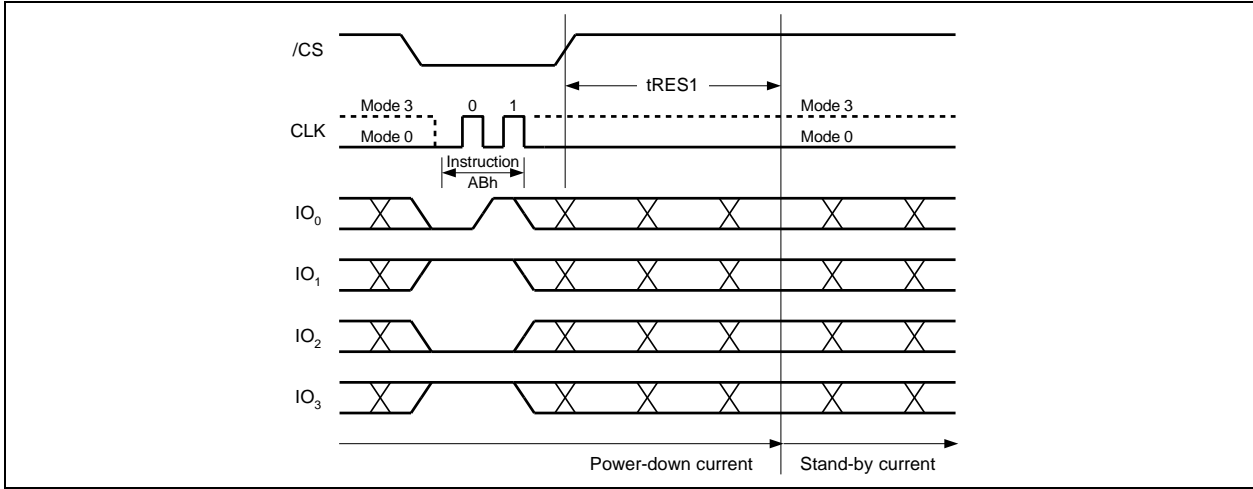 /CS
tRES1
Mode 3 0 1 Mode 3
CLK
Mode 0 Mode 0
Instruction
ABh
IO0
IO1
IO2
IO3
Power-down current Stand-by current